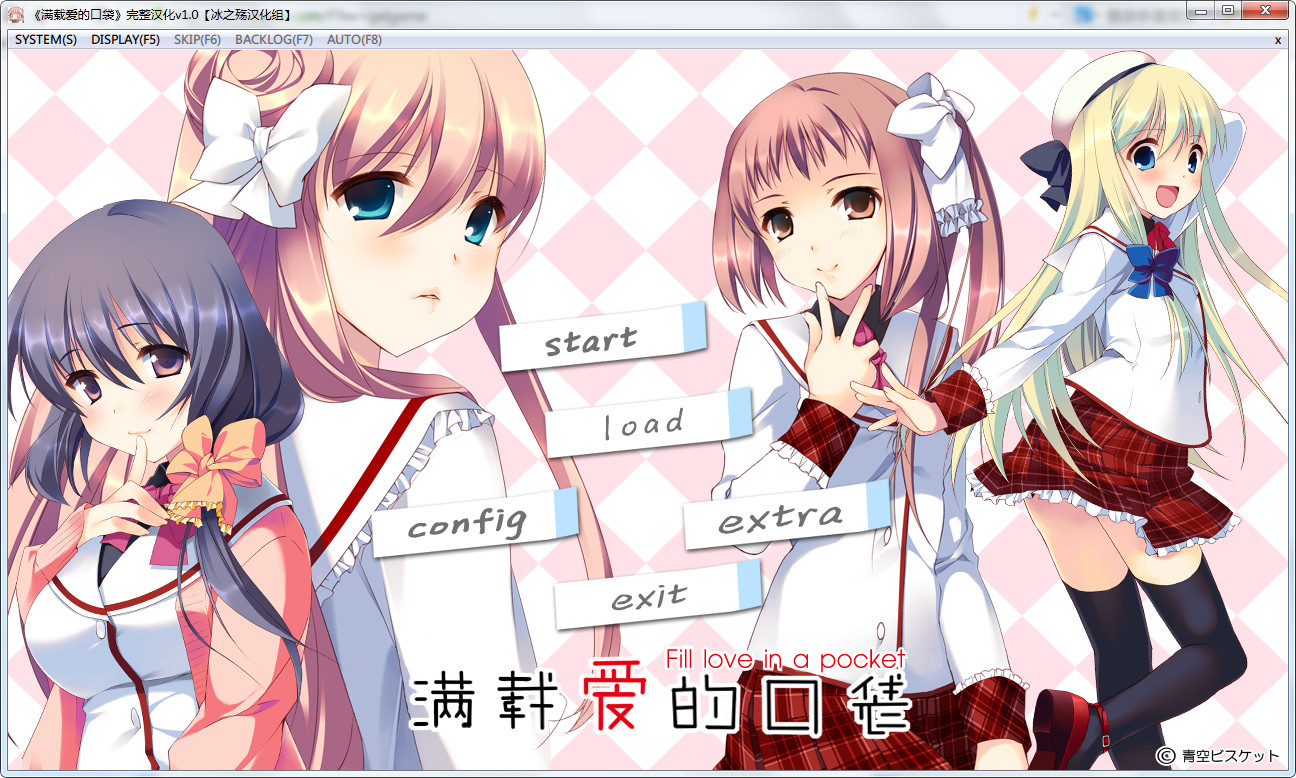 《满载爱的口袋》完整汉化v1.0【冰之殇汉化组】
SYSTEM(S) DISPLAY(F5) SKIP(F6) BACKLOG(F7) AUTO(F8) x
start
load
config
extra
exit
Fill love in a pocket
满载爱的口袋
© 青空ビスケット